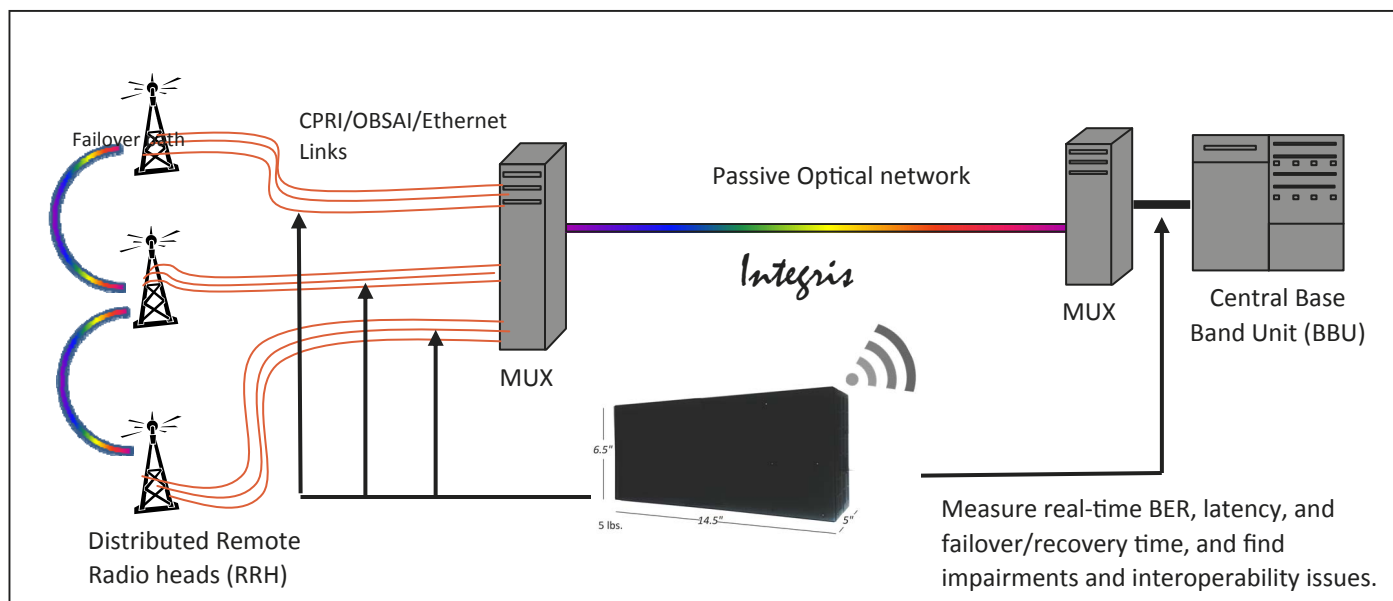 Failover path
CPRI/OBSAI/Ethernet
Links
Passive Optical network
Integris
MUX
MUX
Central Base
Band Unit (BBU)
6.5"
5 lbs.
14.5"
5"
Distributed Remote
Radio heads (RRH)
Measure real-time BER, latency, and
failover/recovery time, and find
impairments and interoperability issues.